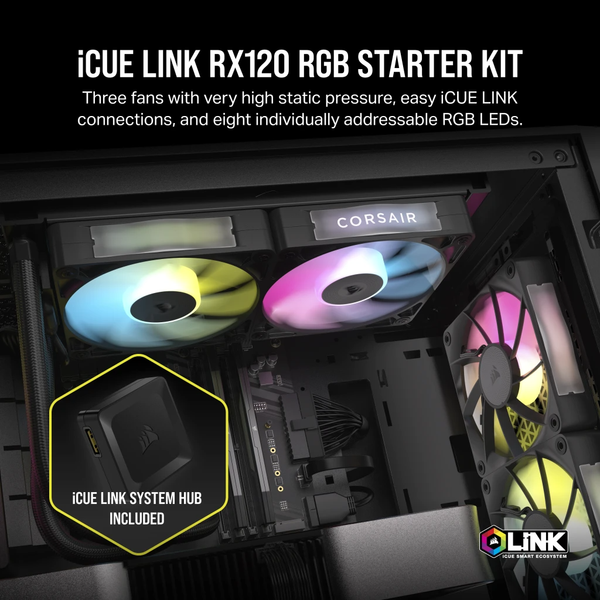 iCUE LINK RX120 RGB STARTER KIT
Three fans with very high static pressure, easy iCUE LINK
connections, and eight individually addressable RGB LEDs.
CORSAIR
iCUE LINK SYSTEM HUB
INCLUDED
LiNK
ICUE SMART ECOSYSTEM